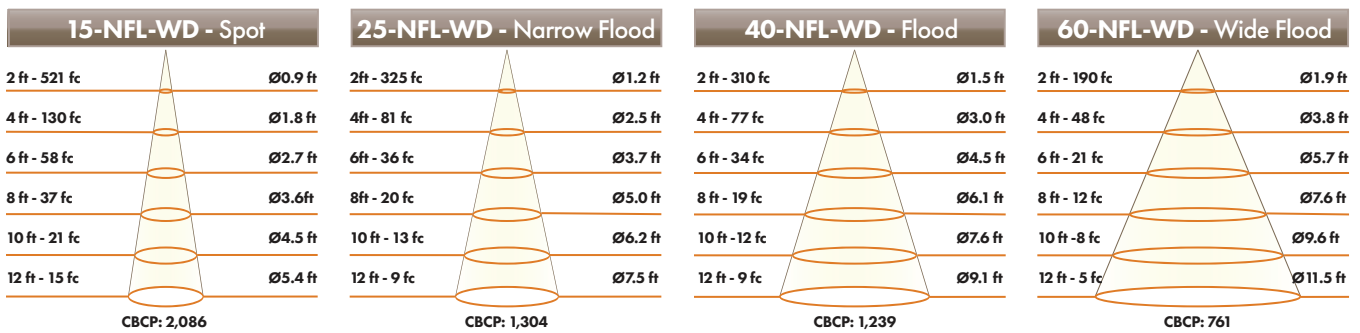 15-NFL-WD - Spot
2 ft - 521 fc Ø0.9 ft
4 ft - 130 fc Ø1.8 ft
6 ft - 58 fc Ø2.7 ft
8 ft - 37 fc Ø3.6ft
10 ft - 21 fc Ø4.5 ft
12 ft - 15 fc Ø5.4 ft
CBCP: 2,086
25-NFL-WD - Narrow Flood
2ft - 325 fc Ø1.2 ft
4ft - 81 fc Ø2.5 ft
6ft - 36 fc Ø3.7 ft
8ft - 20 fc Ø5.0 ft
10 ft - 13 fc Ø6.2 ft
12 ft - 9 fc Ø7.5 ft
CBCP: 1,304
40-NFL-WD - Flood
2 ft - 310 fc Ø1.5 ft
4 ft - 77 fc Ø3.0 ft
6 ft - 34 fc Ø4.5 ft
8 ft - 19 fc Ø6.1 ft
10 ft -12 fc Ø7.6 ft
12 ft - 9 fc Ø9.1 ft
CBCP: 1,239
60-NFL-WD - Wide Flood
2 ft - 190 fc Ø1.9 ft
4 ft - 48 fc Ø3.8 ft
6 ft - 21 fc Ø5.7 ft
8 ft - 12 fc Ø7.6 ft
10 ft -8 fc Ø9.6 ft
12 ft - 5 fc Ø11.5 ft
CBCP: 761